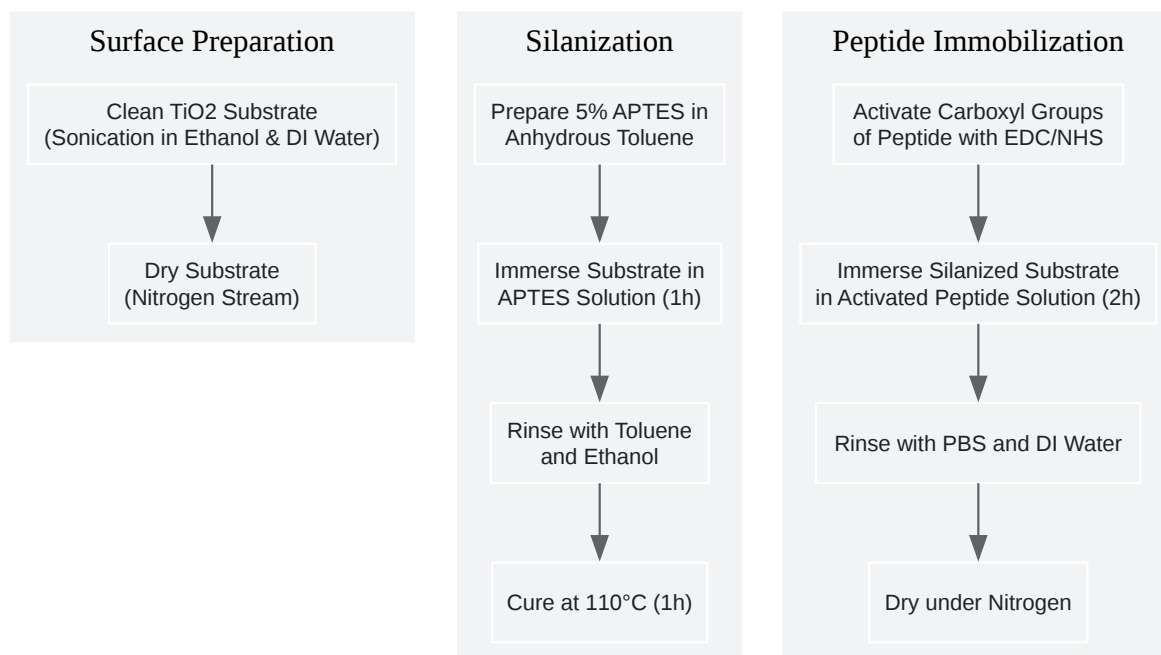 Surface Preparation
Clean TiO2 Substrate
(Sonication in Ethanol & DI Water)
Dry Substrate
(Nitrogen Stream)
Silanization
Prepare 5% APTES in
Anhydrous Toluene
Immerse Substrate in
APTES Solution (1h)
Rinse with Toluene
and Ethanol
Cure at 110°C (1h)
Peptide Immobilization
Activate Carboxyl Groups
of Peptide with EDC/NHS
Immerse Silanized Substrate
in Activated Peptide Solution (2h)
Rinse with PBS and DI Water
Dry under Nitrogen